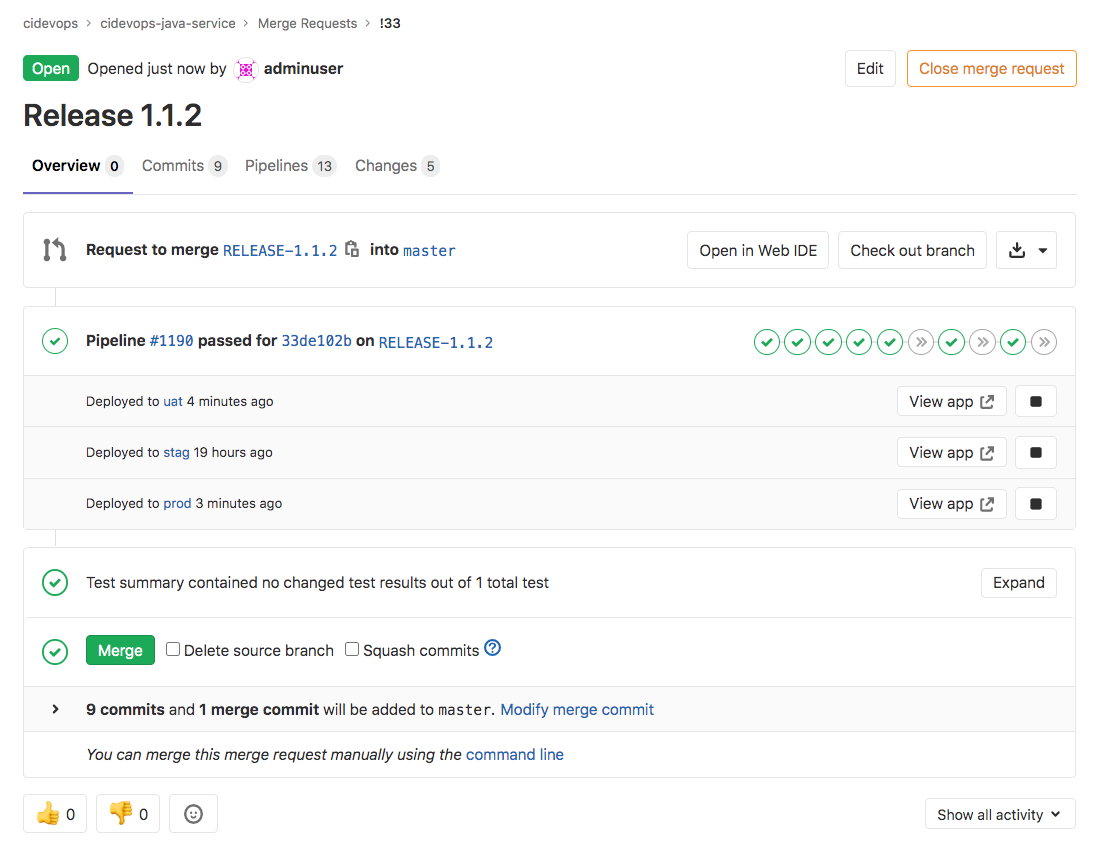 cidevops > cidevops-java-service > Merge Requests > !33
Open Opened just now by adminuser Edit Close merge request
Release 1.1.2
Overview 0 Commits 9 Pipelines 13 Changes 5
Request to merge RELEASE-1.1.2 into master Open in Web IDE Check out branch
Pipeline #1190 passed for 33de102b on RELEASE-1.1.2
Deployed to uat 4 minutes ago View app
Deployed to stag 19 hours ago View app
Deployed to prod 3 minutes ago View app
Test summary contained no changed test results out of 1 total test Expand
Merge Delete source branch Squash commits ?
9 commits and 1 merge commit will be added to master. Modify merge commit
You can merge this merge request manually using the command line
👍 0 👎 0 Show all activity